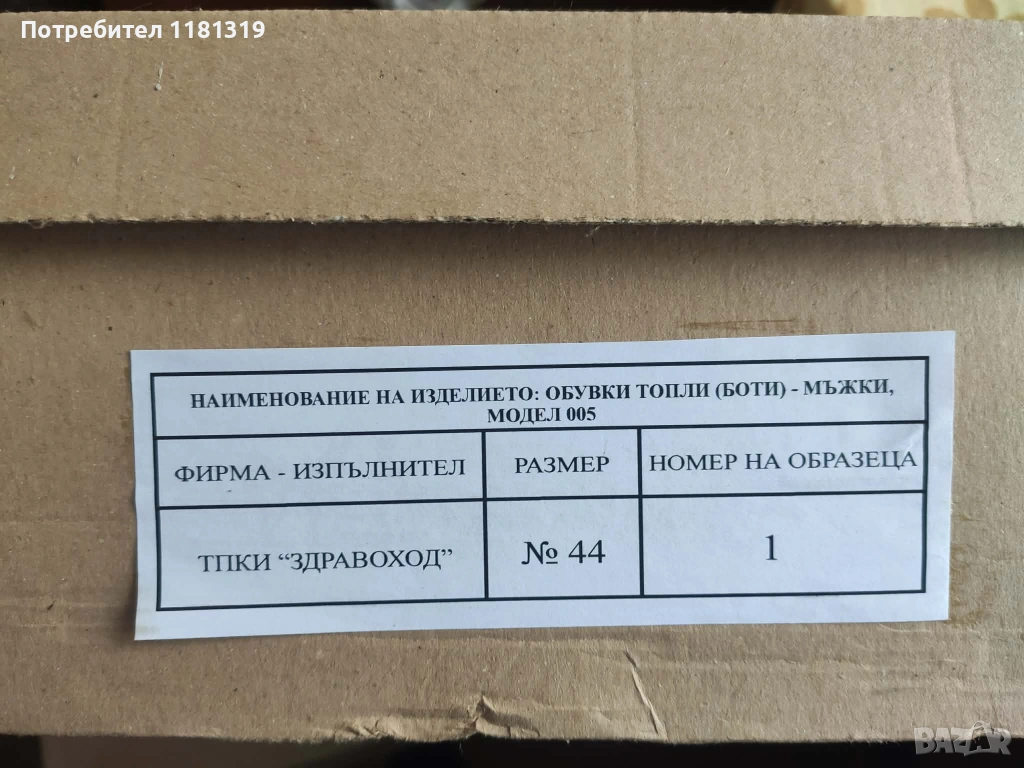 Потребител 1181319
НАИМЕНОВАНИЕ НА ИЗДЕЛИЕТО: ОБУВКИ ТОПЛИ (БОТИ) - МЪЖКИ,
МОДЕЛ 005
ФИРМА - ИЗПЪЛНИТЕЛ
РАЗМЕР
НОМЕР НА ОБРАЗЕЦА
ТПКИ “ЗДРАВОХОД”
№ 44
1
BAZAR